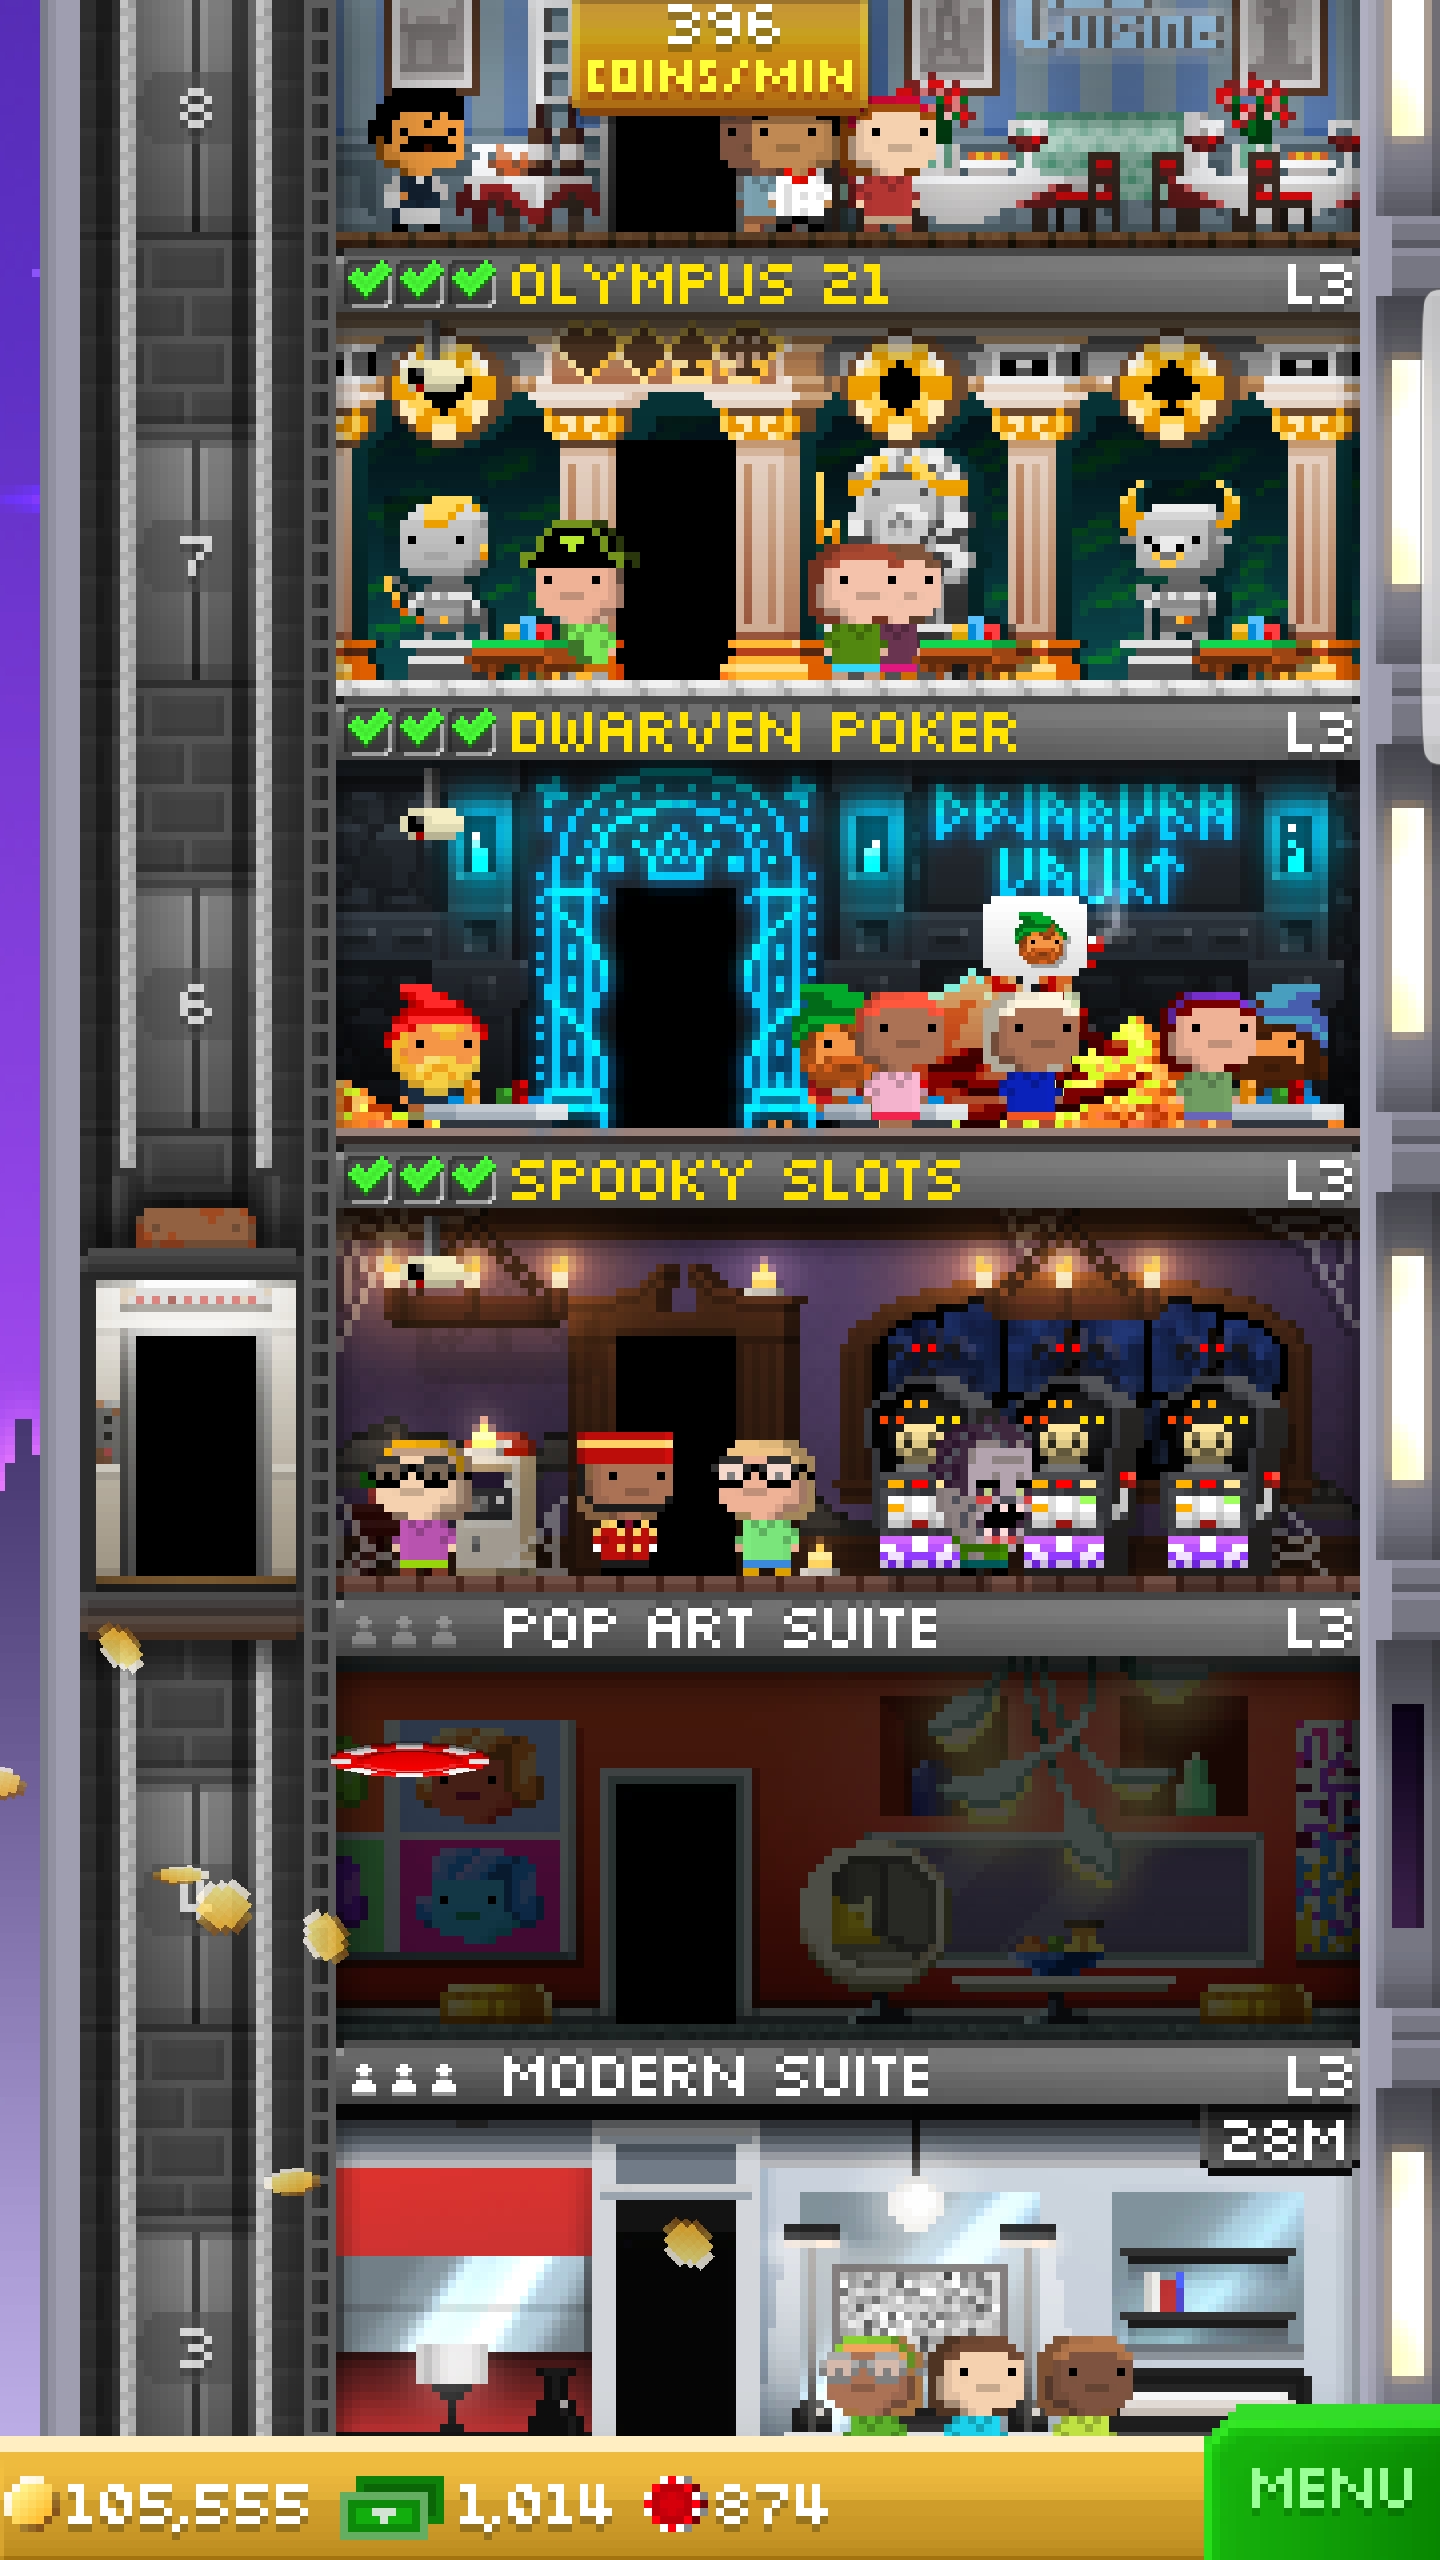 Cuisine
396
COINS/MIN
8
OLYMPUS 21 L3
7
DWARVEN POKER L3
DWARVEN
VAULT
6
SPOOKY SLOTS L3
POP ART SUITE L3
MODERN SUITE L3
28M
3
105,555 1,014 874
MENU